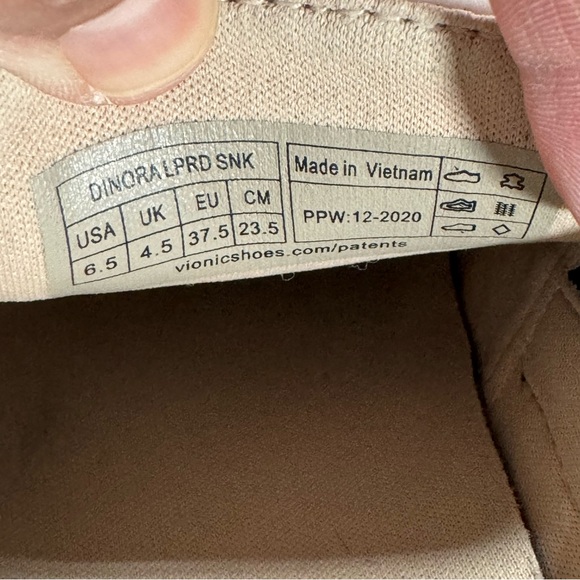 DINORA LPRD SNK
USA UK EU CM
6.5 4.5 37.5 23.5
Made in Vietnam
PPW:12-2020
vionicshoes.com/patents